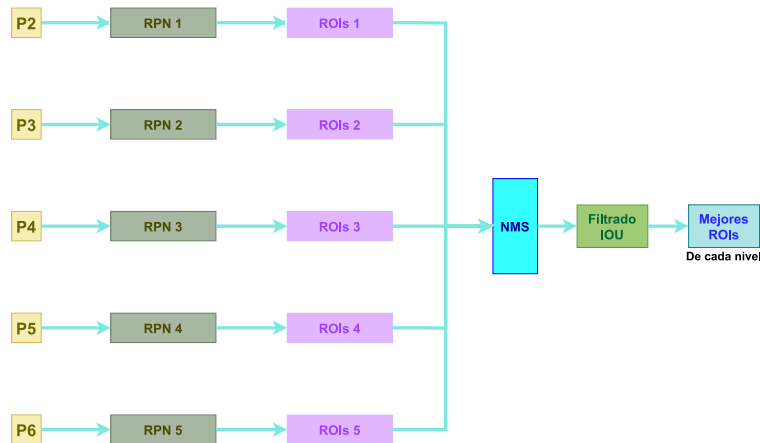 P2
RPN 1
ROIs 1
P3
RPN 2
ROIs 2
P4
RPN 3
ROIs 3
P5
RPN 4
ROIs 4
P6
RPN 5
ROIs 5
NMS
Filtrado
IOU
Mejores
ROIs
De cada nivel